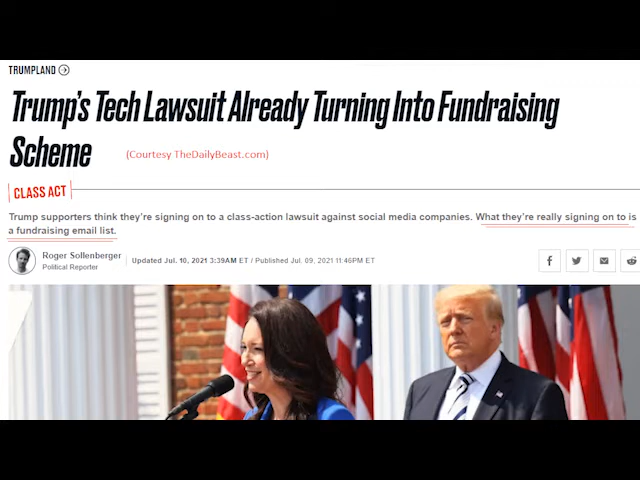 TRUMPLAND
Trump's Tech Lawsuit Already Turning Into Fundraising
Scheme
(Courtesy TheDailyBeast.com)
CLASS ACT
Trump supporters think they're signing on to a class-action lawsuit against social media companies. What they're really signing on to is
a fundraising email list.
Roger Sollenberger
Political Reporter
Updated Jul. 10, 2021 3:39AM ET / Published Jul. 09, 2021 11:46PM ET